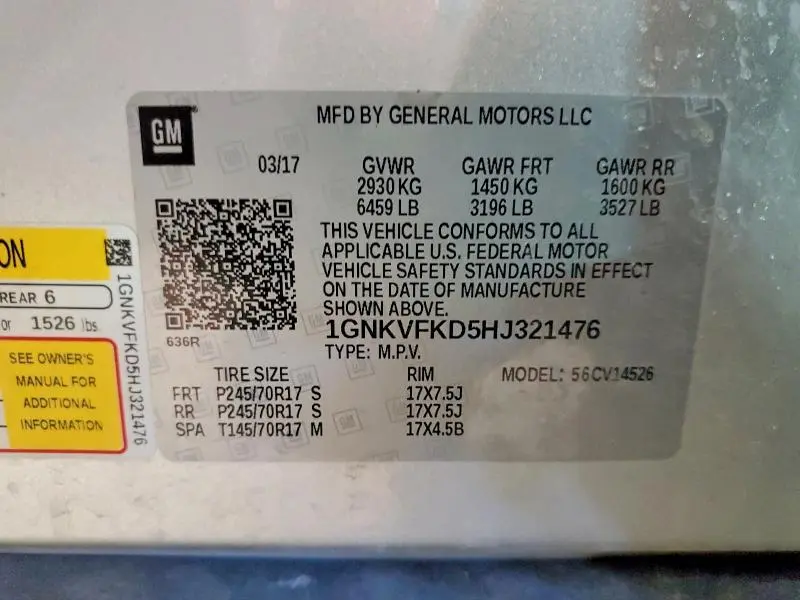 GM
MFD BY GENERAL MOTORS LLC
03/17 GVWR GAWR FRT GAWR RR
2930 KG 1450 KG 1600 KG
6459 LB 3196 LB 3527 LB
THIS VEHICLE CONFORMS TO ALL
APPLICABLE U.S. FEDERAL MOTOR
VEHICLE SAFETY STANDARDS IN EFFECT
ON THE DATE OF MANUFACTURE
SHOWN ABOVE.
1GNKVFKD5HJ321476
636R
TYPE: M.P.V.
TIRE SIZE RIM MODEL: 56CV14526
FRT P245/70R17 S 17X7.5J
RR P245/70R17 S 17X7.5J
SPA T145/70R17 M 17X4.5B
ON
REAR 6
or 1526 lbs.
SEE OWNER'S
MANUAL FOR
ADDITIONAL
INFORMATION
1GNKVFKD5HJ321476